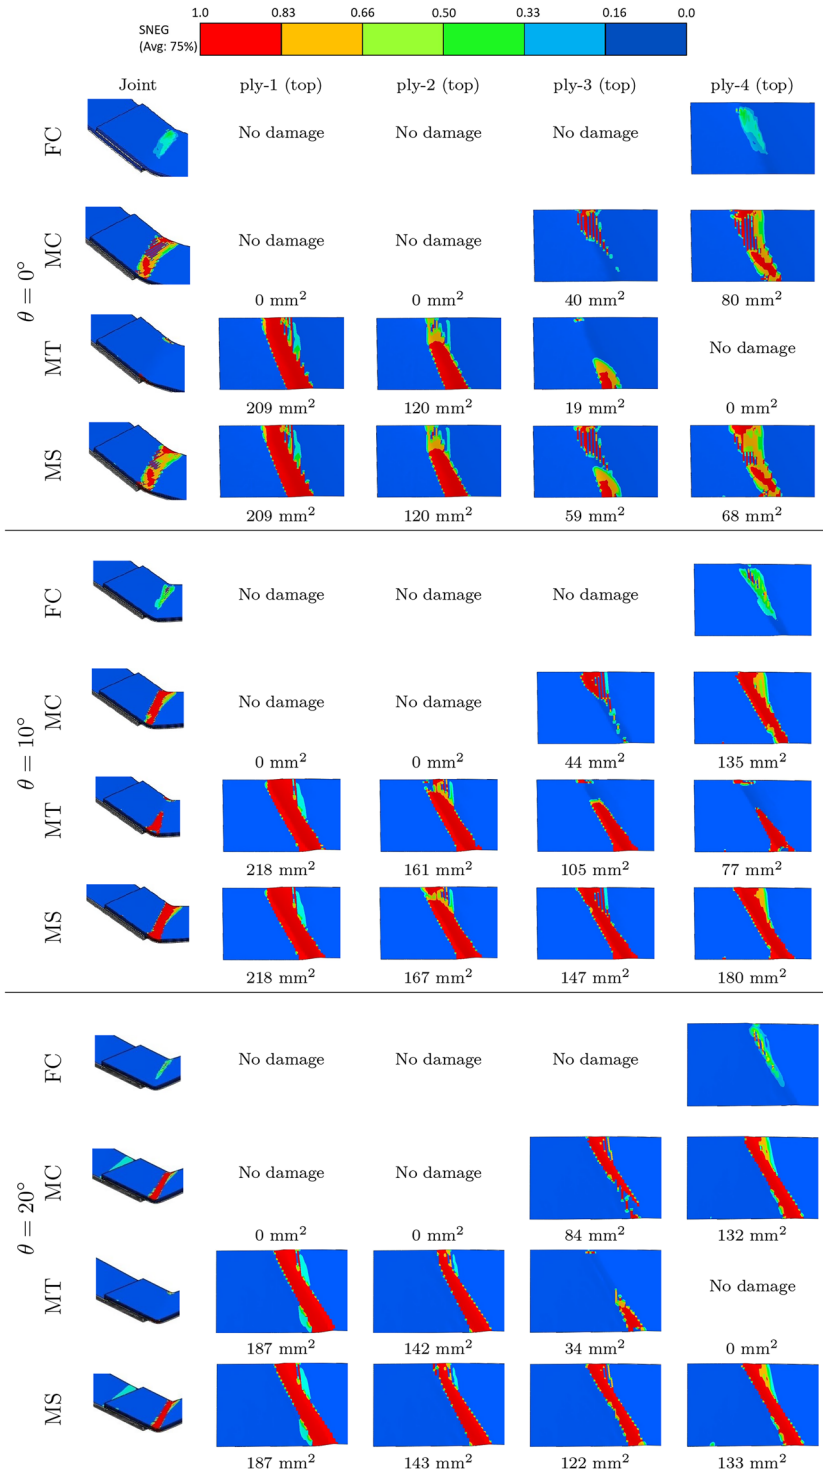 1.0 0.83 0.66 0.50 0.33 0.16 0.0
SNEG
(Avg: 75%)
Joint ply-1 (top) ply-2 (top) ply-3 (top) ply-4 (top)
θ = 0°
FC No damage No damage No damage
MC No damage No damage
0 mm² 0 mm² 40 mm² 80 mm²
MT No damage
209 mm² 120 mm² 19 mm² 0 mm²
MS
209 mm² 120 mm² 59 mm² 68 mm²
θ = 10°
FC No damage No damage No damage
MC No damage No damage
0 mm² 0 mm² 44 mm² 135 mm²
MT
218 mm² 161 mm² 105 mm² 77 mm²
MS
218 mm² 167 mm² 147 mm² 180 mm²
θ = 20°
FC No damage No damage No damage
MC No damage No damage
0 mm² 0 mm² 84 mm² 132 mm²
MT No damage
187 mm² 142 mm² 34 mm² 0 mm²
MS
187 mm² 143 mm² 122 mm² 133 mm²